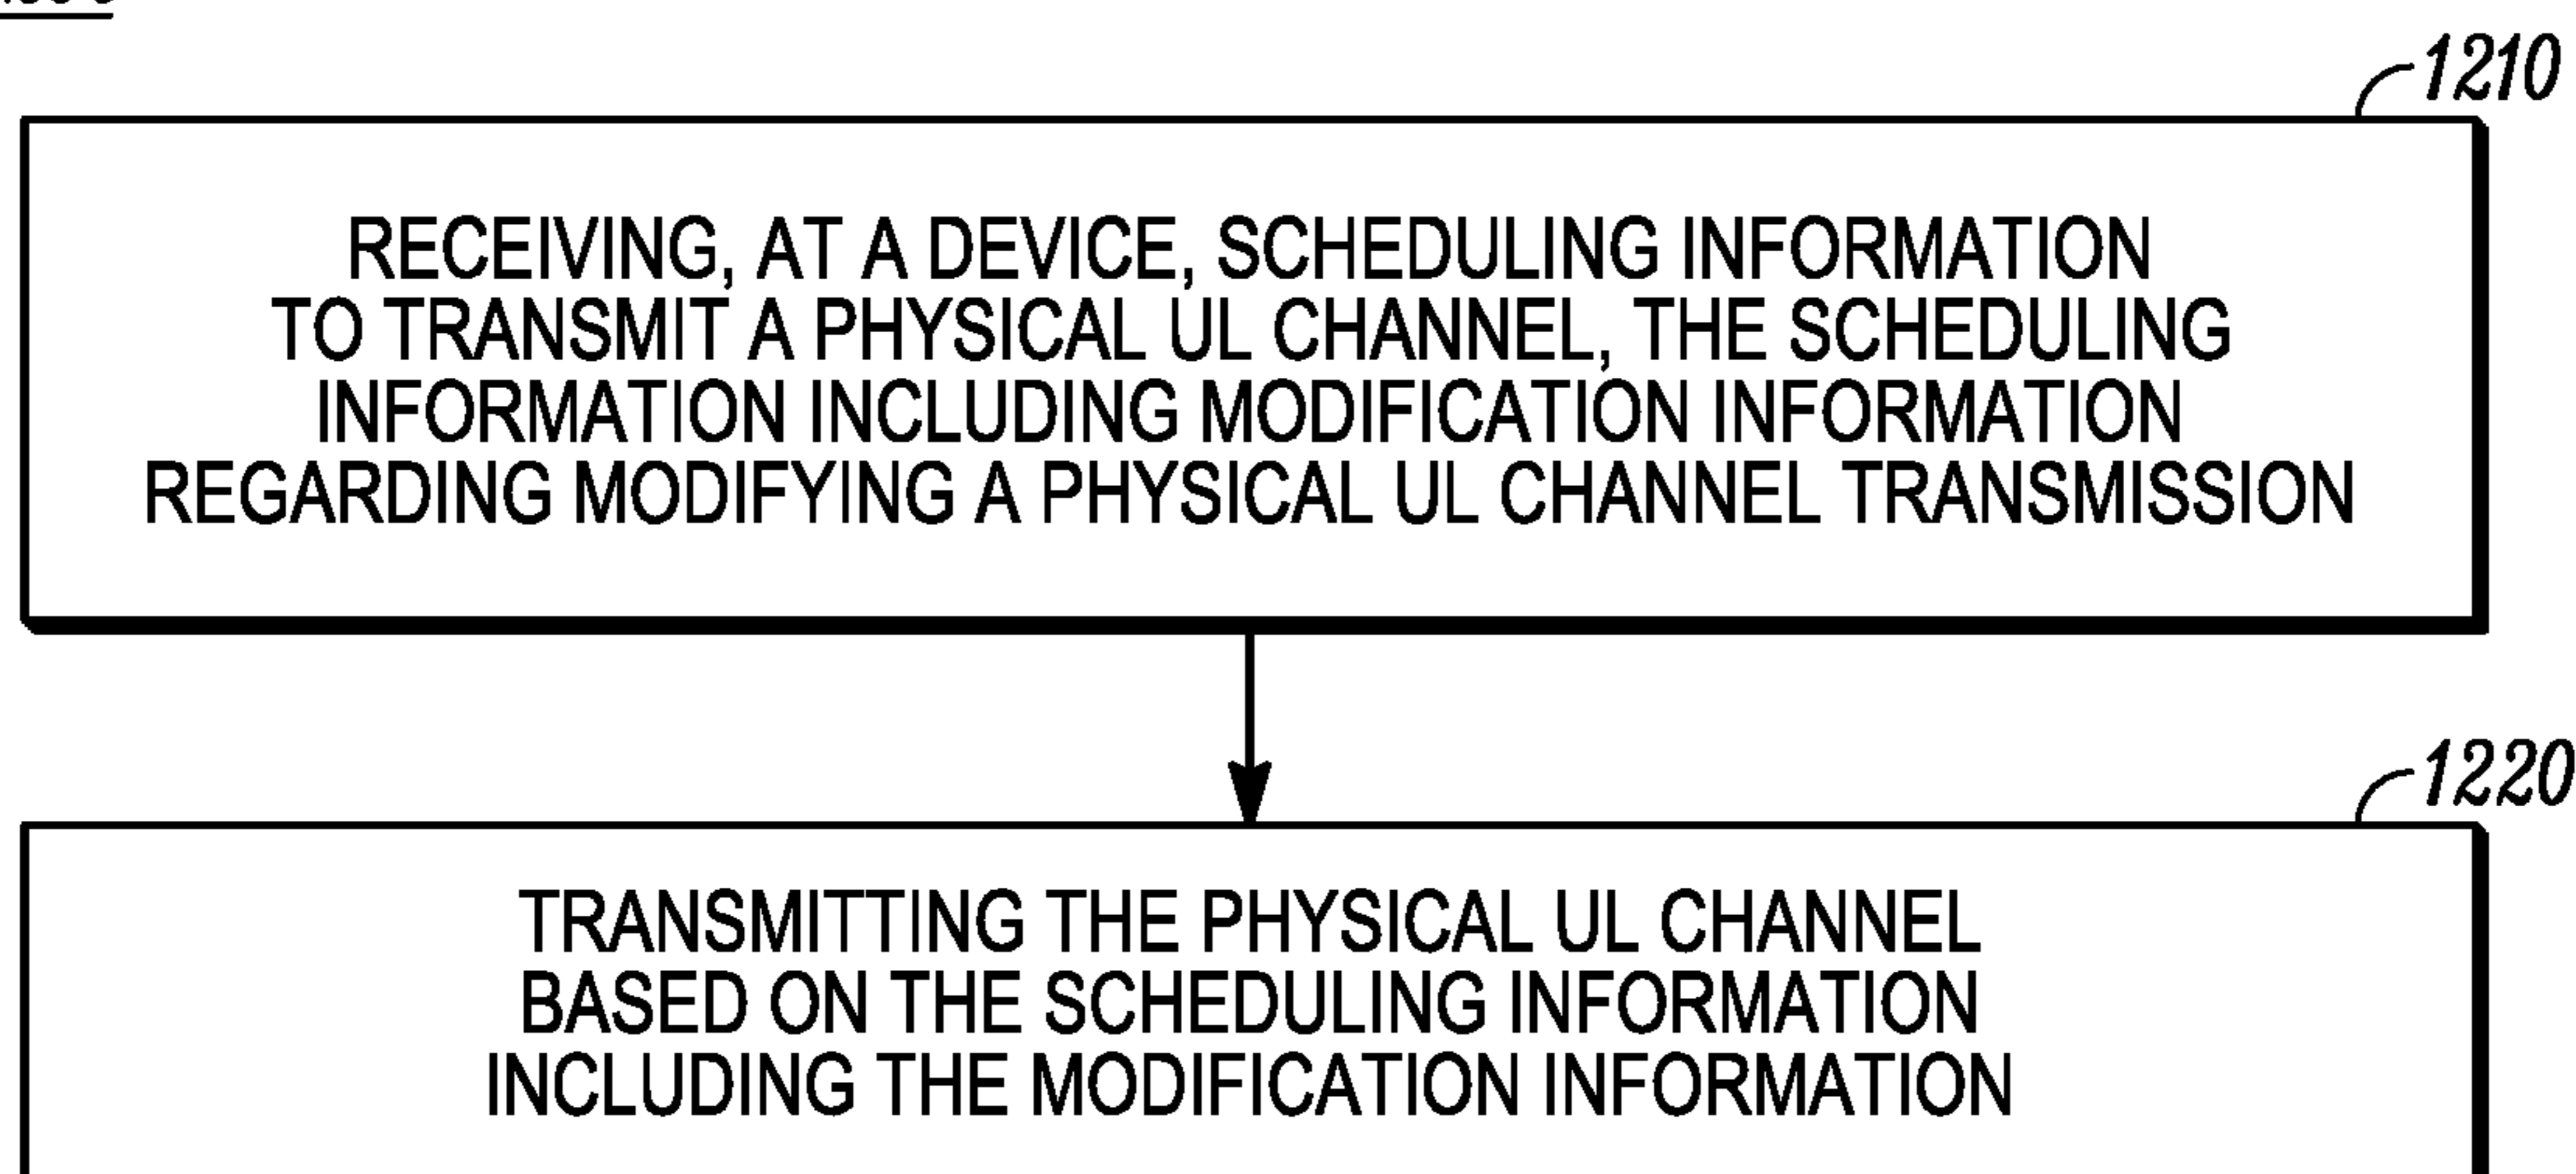 1210
RECEIVING, AT A DEVICE, SCHEDULING INFORMATION
TO TRANSMIT A PHYSICAL UL CHANNEL, THE SCHEDULING
INFORMATION INCLUDING MODIFICATION INFORMATION
REGARDING MODIFYING A PHYSICAL UL CHANNEL TRANSMISSION
1220
TRANSMITTING THE PHYSICAL UL CHANNEL
BASED ON THE SCHEDULING INFORMATION
INCLUDING THE MODIFICATION INFORMATION